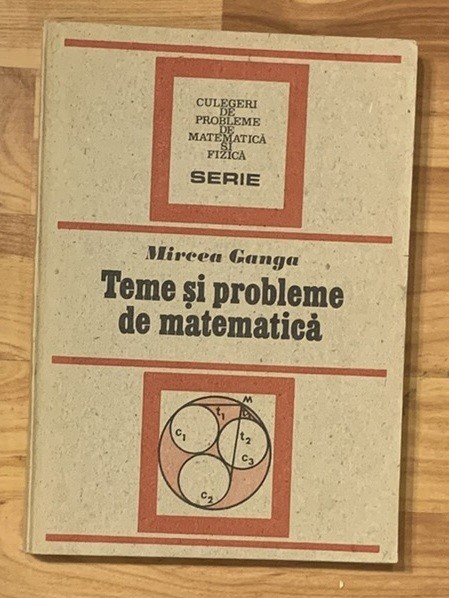 CULEGERI
DE
PROBLEME
DE
MATEMATICĂ
ȘI
FIZICĂ
SERIE
Mircea Ganga
Teme și probleme
de matematică
M
t₁
c₁
t₂
c₃
c₂